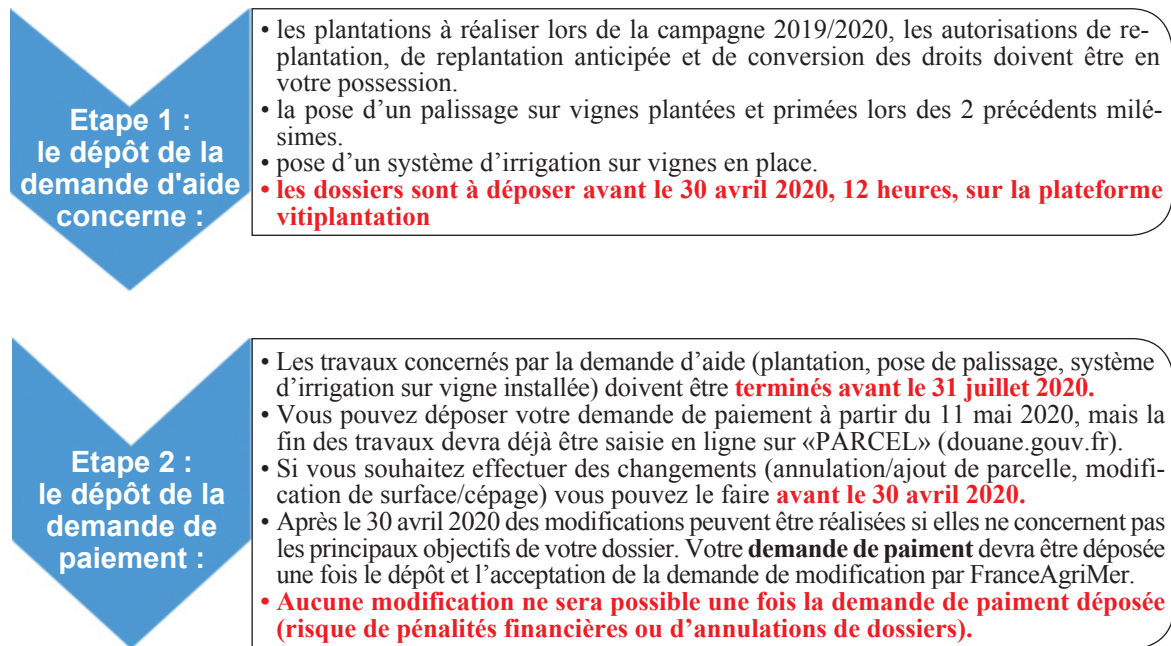 Etape 1 :
le dépôt de la
demande d'aide
concerne :
• les plantations à réaliser lors de la campagne 2019/2020, les autorisations de re-
plantation, de replantation anticipée et de conversion des droits doivent être en
votre possession.
• la pose d’un palissage sur vignes plantées et primées lors des 2 précédents milé-
simes.
• pose d’un système d’irrigation sur vignes en place.
• les dossiers sont à déposer avant le 30 avril 2020, 12 heures, sur la plateforme
vitiplantation
Etape 2 :
le dépôt de la
demande de
paiement :
• Les travaux concernés par la demande d’aide (plantation, pose de palissage, système
d’irrigation sur vigne installée) doivent être terminés avant le 31 juillet 2020.
• Vous pouvez déposer votre demande de paiement à partir du 11 mai 2020, mais la
fin des travaux devra déjà être saisie en ligne sur «PARCEL» (douane.gouv.fr).
• Si vous souhaitez effectuer des changements (annulation/ajout de parcelle, modifi-
cation de surface/cépage) vous pouvez le faire avant le 30 avril 2020.
• Après le 30 avril 2020 des modifications peuvent être réalisées si elles ne concernent pas
les principaux objectifs de votre dossier. Votre demande de paiment devra être déposée
une fois le dépôt et l’acceptation de la demande de modification par FranceAgriMer.
• Aucune modification ne sera possible une fois la demande de paiment déposée
(risque de pénalités financières ou d’annulations de dossiers).